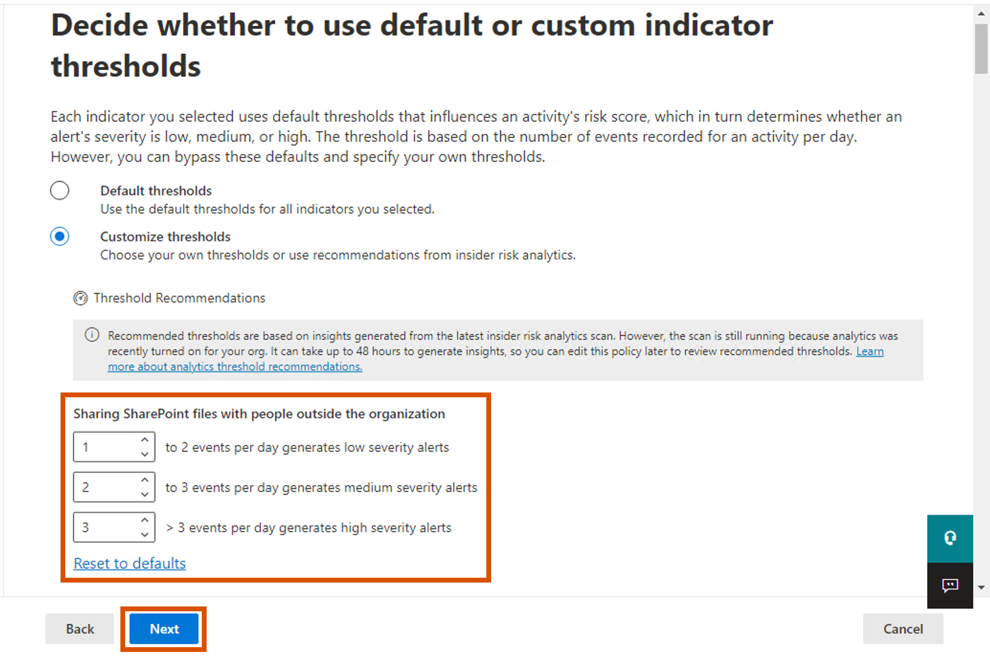 Decide whether to use default or custom indicator
thresholds
Each indicator you selected uses default thresholds that influences an activity's risk score, which in turn determines whether an
alert's severity is low, medium, or high. The threshold is based on the number of events recorded for an activity per day.
However, you can bypass these defaults and specify your own thresholds.
Default thresholds
Use the default thresholds for all indicators you selected.
Customize thresholds
Choose your own thresholds or use recommendations from insider risk analytics.
Threshold Recommendations
Recommended thresholds are based on insights generated from the latest insider risk analytics scan. However, the scan is still running because analytics was
recently turned on for your org. It can take up to 48 hours to generate insights, so you can edit this policy later to review recommended thresholds. Learn
more about analytics threshold recommendations.
Sharing SharePoint files with people outside the organization
1 to 2 events per day generates low severity alerts
2 to 3 events per day generates medium severity alerts
3 > 3 events per day generates high severity alerts
Reset to defaults
Back Next Cancel